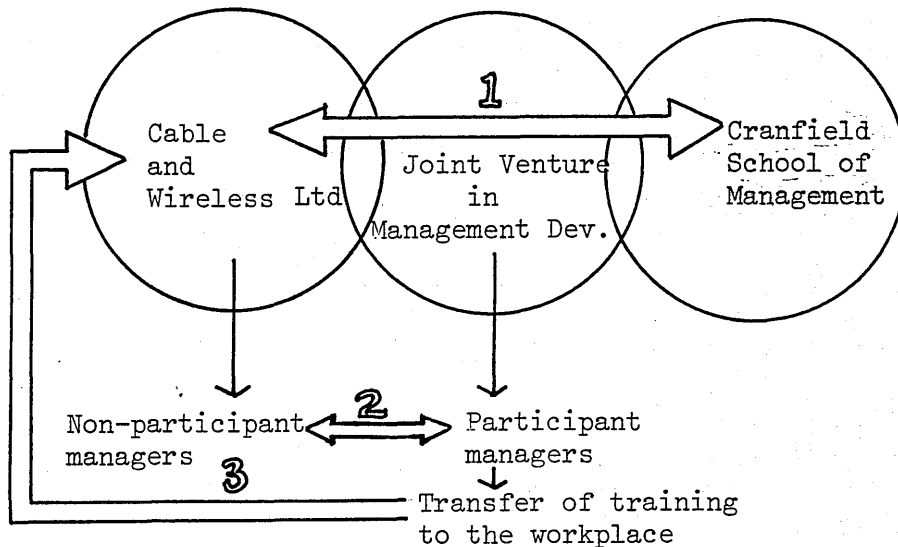 1
Cable
and
Wireless Ltd
Joint Venture
in
Management Dev.
Cranfield
School of
Management
Non-participant
managers
2
Participant
managers
3
Transfer of training
to the workplace